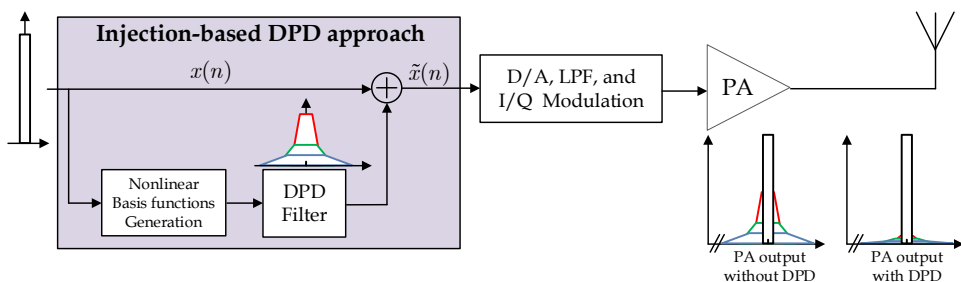 Injection-based DPD approach
x(n)
x̃(n)
D/A, LPF, and
I/Q Modulation
PA
Nonlinear
Basis functions
Generation
DPD
Filter
PA output
without DPD
PA output
with DPD